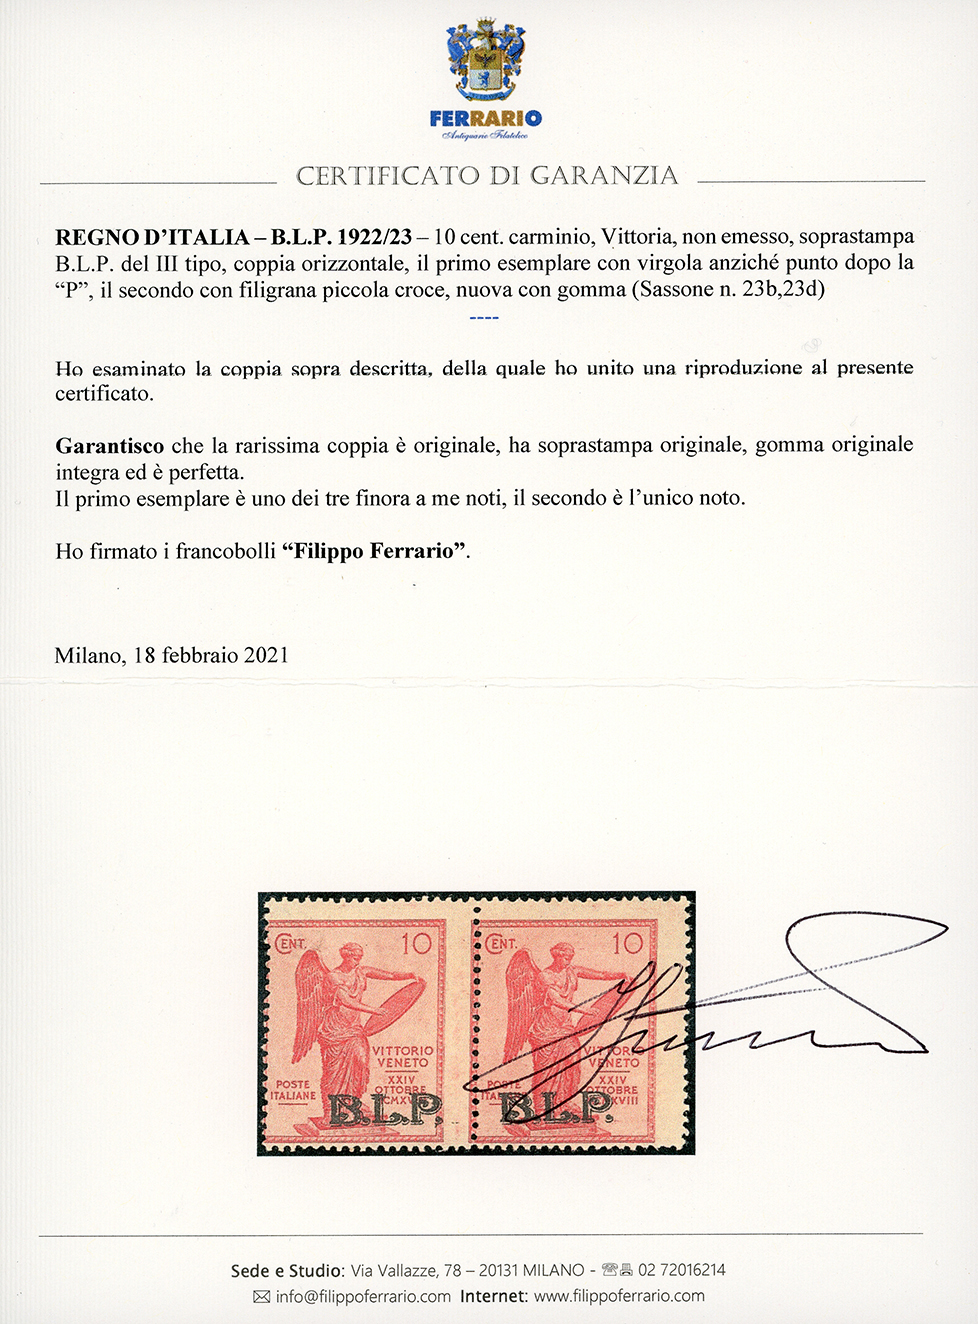 FERRARIO
Antiquario Filatelico
CERTIFICATO DI GARANZIA
REGNO D'ITALIA – B.L.P. 1922/23 – 10 cent. carminio, Vittoria, non emesso, soprastampa
B.L.P. del III tipo, coppia orizzontale, il primo esemplare con virgola anziché punto dopo la
“P”, il secondo con filigrana piccola croce, nuova con gomma (Sassone n. 23b,23d)
----
Ho esaminato la coppia sopra descritta, della quale ho unito una riproduzione al presente
certificato.
Garantisco che la rarissima coppia è originale, ha soprastampa originale, gomma originale
integra ed è perfetta.
Il primo esemplare è uno dei tre finora a me noti, il secondo è l’unico noto.
Ho firmato i francobolli “Filippo Ferrario”.
Milano, 18 febbraio 2021
CENT. 10
VITTORIO
VENETO
XXIV
OTTOBRE
POSTE
ITALIANE
B.L.P,
CENT. 10
VITTORIO
VENETO
XXIV
OTTOBRE
POSTE
B.L.P.
Sede e Studio: Via Vallazze, 78 – 20131 MILANO - 02 72016214
info@filippoferrario.com Internet: www.filippoferrario.com